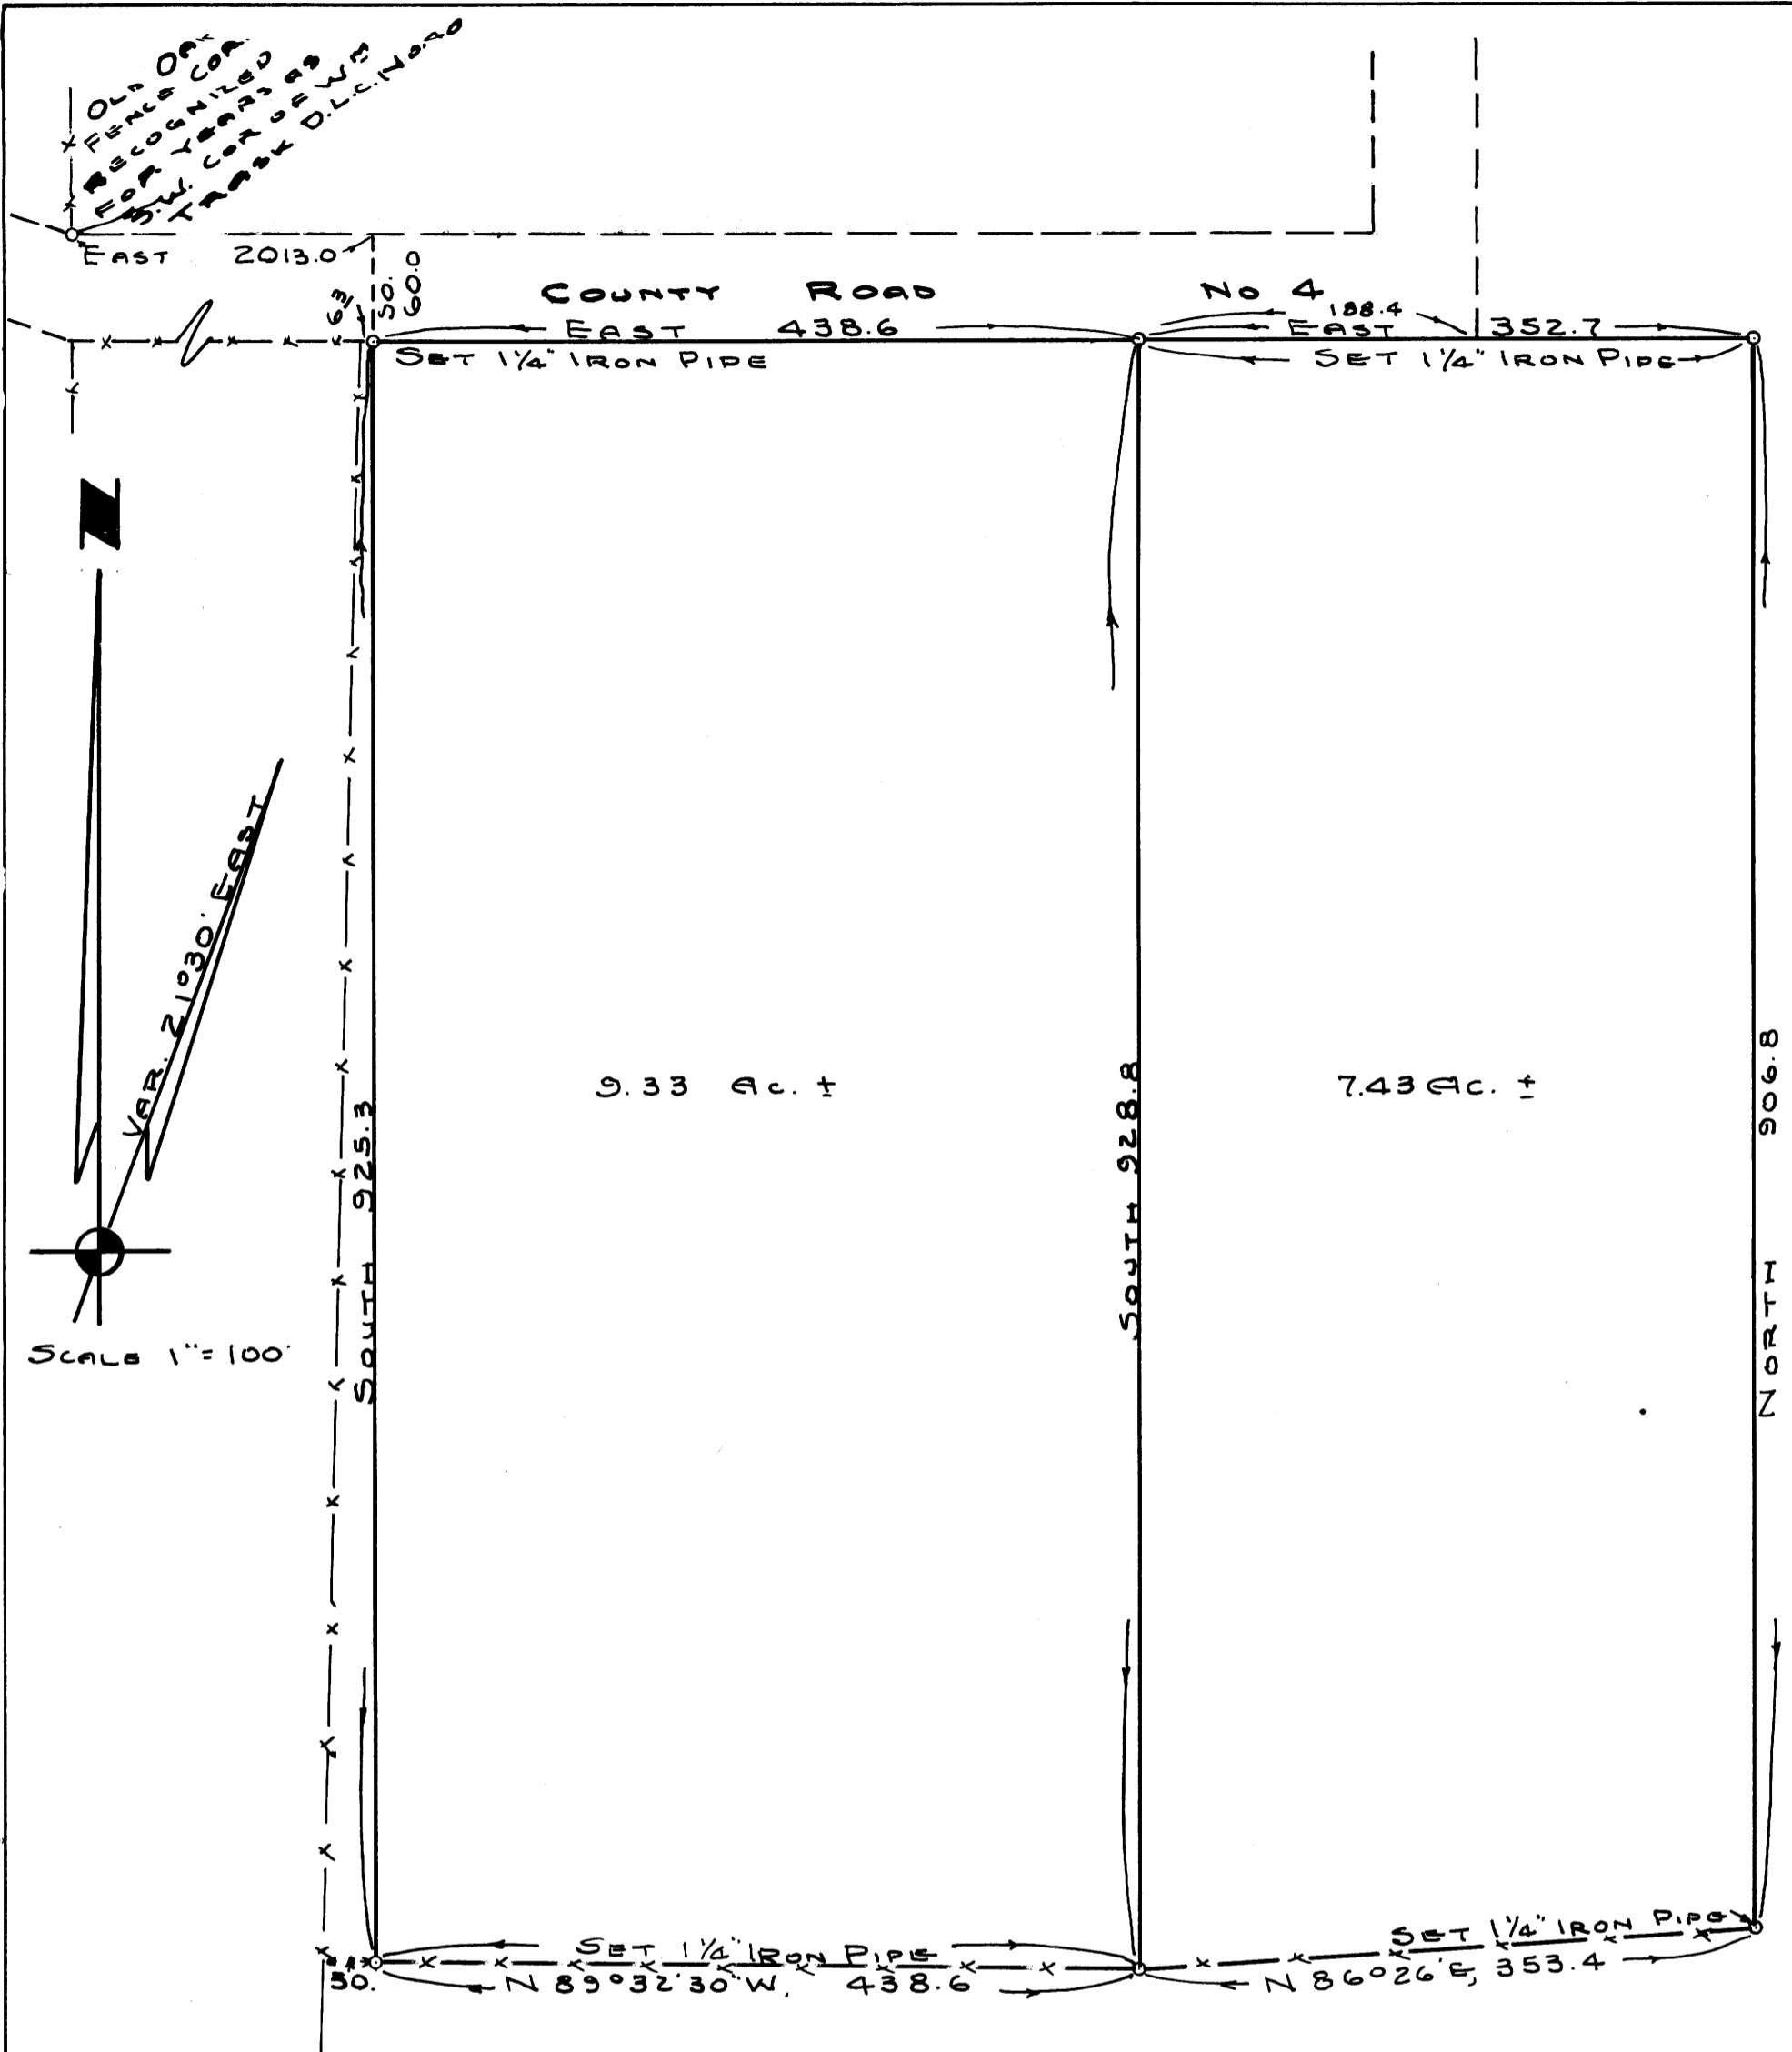 OLD OAK
FENCE COR
RECOGNIZED
FOR YEARS AS
S.W. COR OF WM
D.L.C. No. 40
EAST 2013.0
50.
60.0
COUNTY ROAD No 4
EAST 438.6
188.4
EAST 352.7
SET 1¼" IRON PIPE
SET 1¼" IRON PIPE
N
VAR. 21°30' EAST
SCALE 1"= 100'
SOUTH 925.3
9.33 Ac. ±
SOUTH 928.8
7.43 Ac. ±
NORTH 906.8
SET 1¼" IRON PIPE
30.
N 89°32'30"W. 438.6
SET 1¼" IRON PIPE
N 86°26'E, 353.4